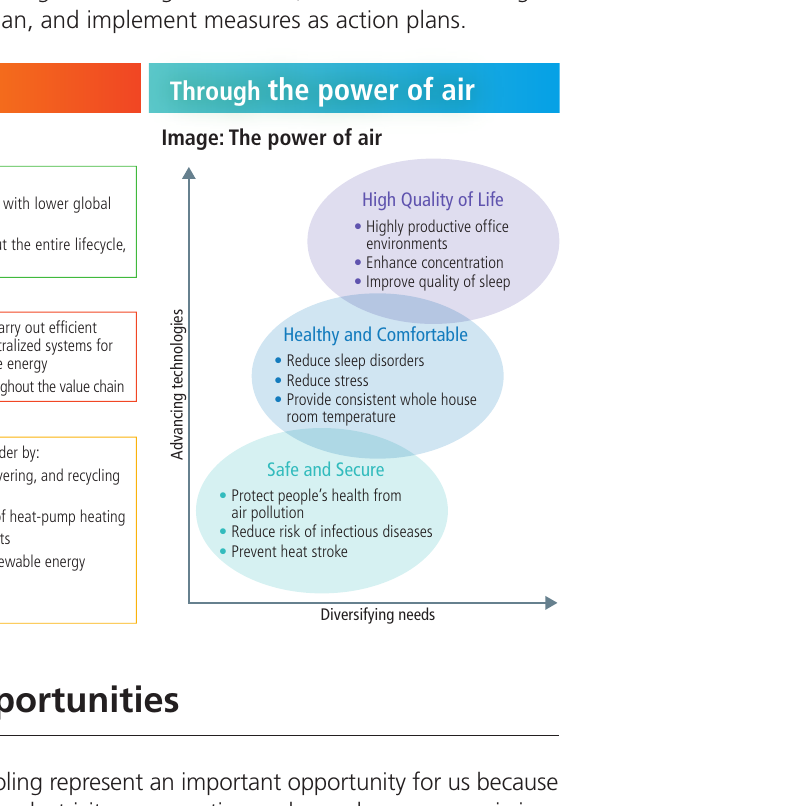 an, and implement measures as action plans.
Through the power of air
Image: The power of air
with lower global
ut the entire lifecycle,
arry out efficient
tralized systems for
e energy
ghout the value chain
der by:
vering, and recycling
of heat-pump heating
ts
ewable energy
Advancing technologies
High Quality of Life
• Highly productive office
environments
• Enhance concentration
• Improve quality of sleep
Healthy and Comfortable
• Reduce sleep disorders
• Reduce stress
• Provide consistent whole house
room temperature
Safe and Secure
• Protect people's health from
air pollution
• Reduce risk of infectious diseases
• Prevent heat stroke
Diversifying needs
portunities
oling represent an important opportunity for us because